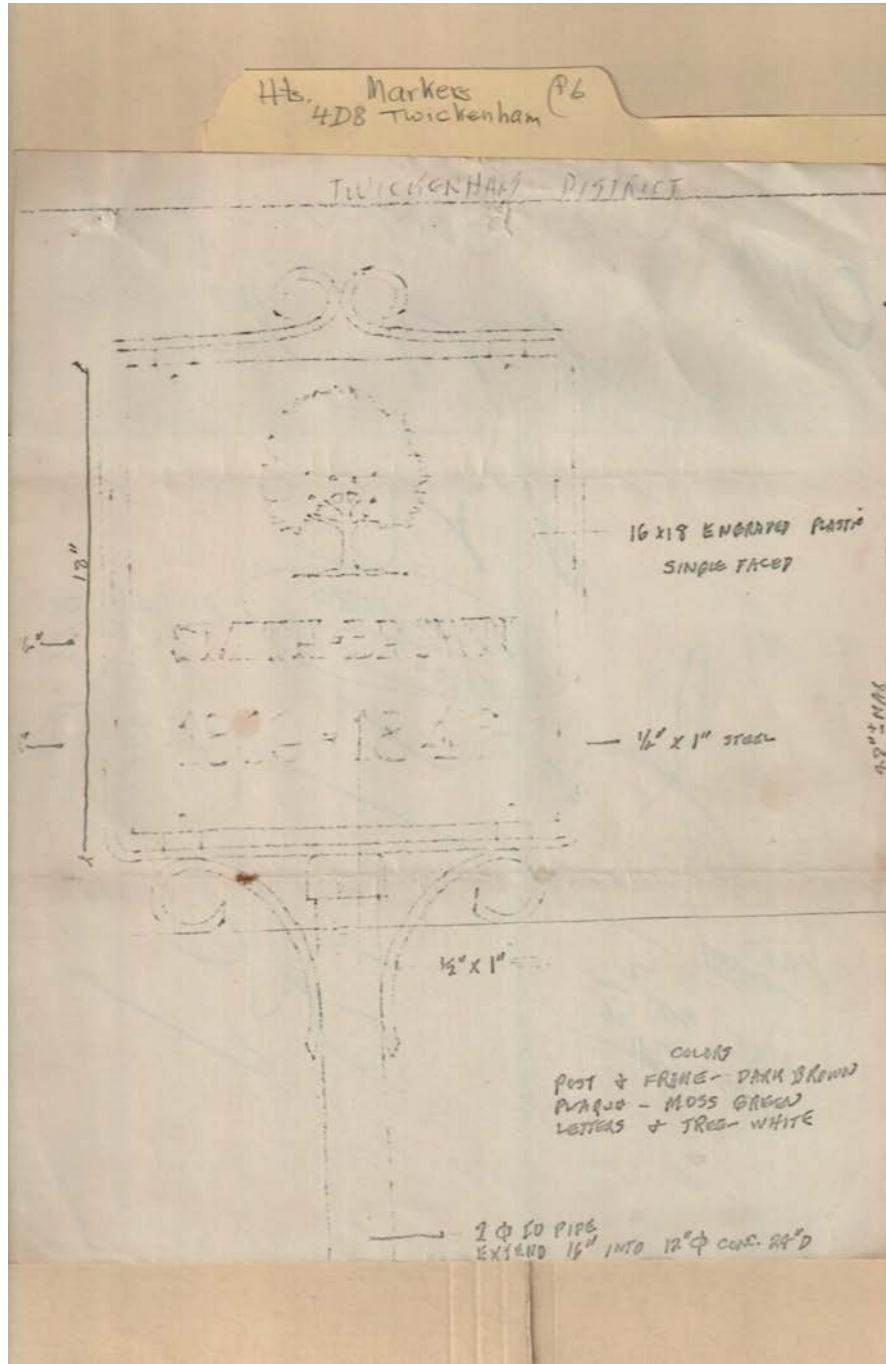 Hts. Markers
4D8 Twickenham
TWICKENHAM DISTRICT
18"
16 X 18 ENGRAVED PLASTIC
SINGLE FACED
½" X 1" STEEL
½" X 1"
COLORS
POST & FRAME - DARK BROWN
PLAQUE - MOSS GREEN
LETTERS & TREE - WHITE
PIPE
EXTEND 16" INTO 12" Φ CONC. 24" D